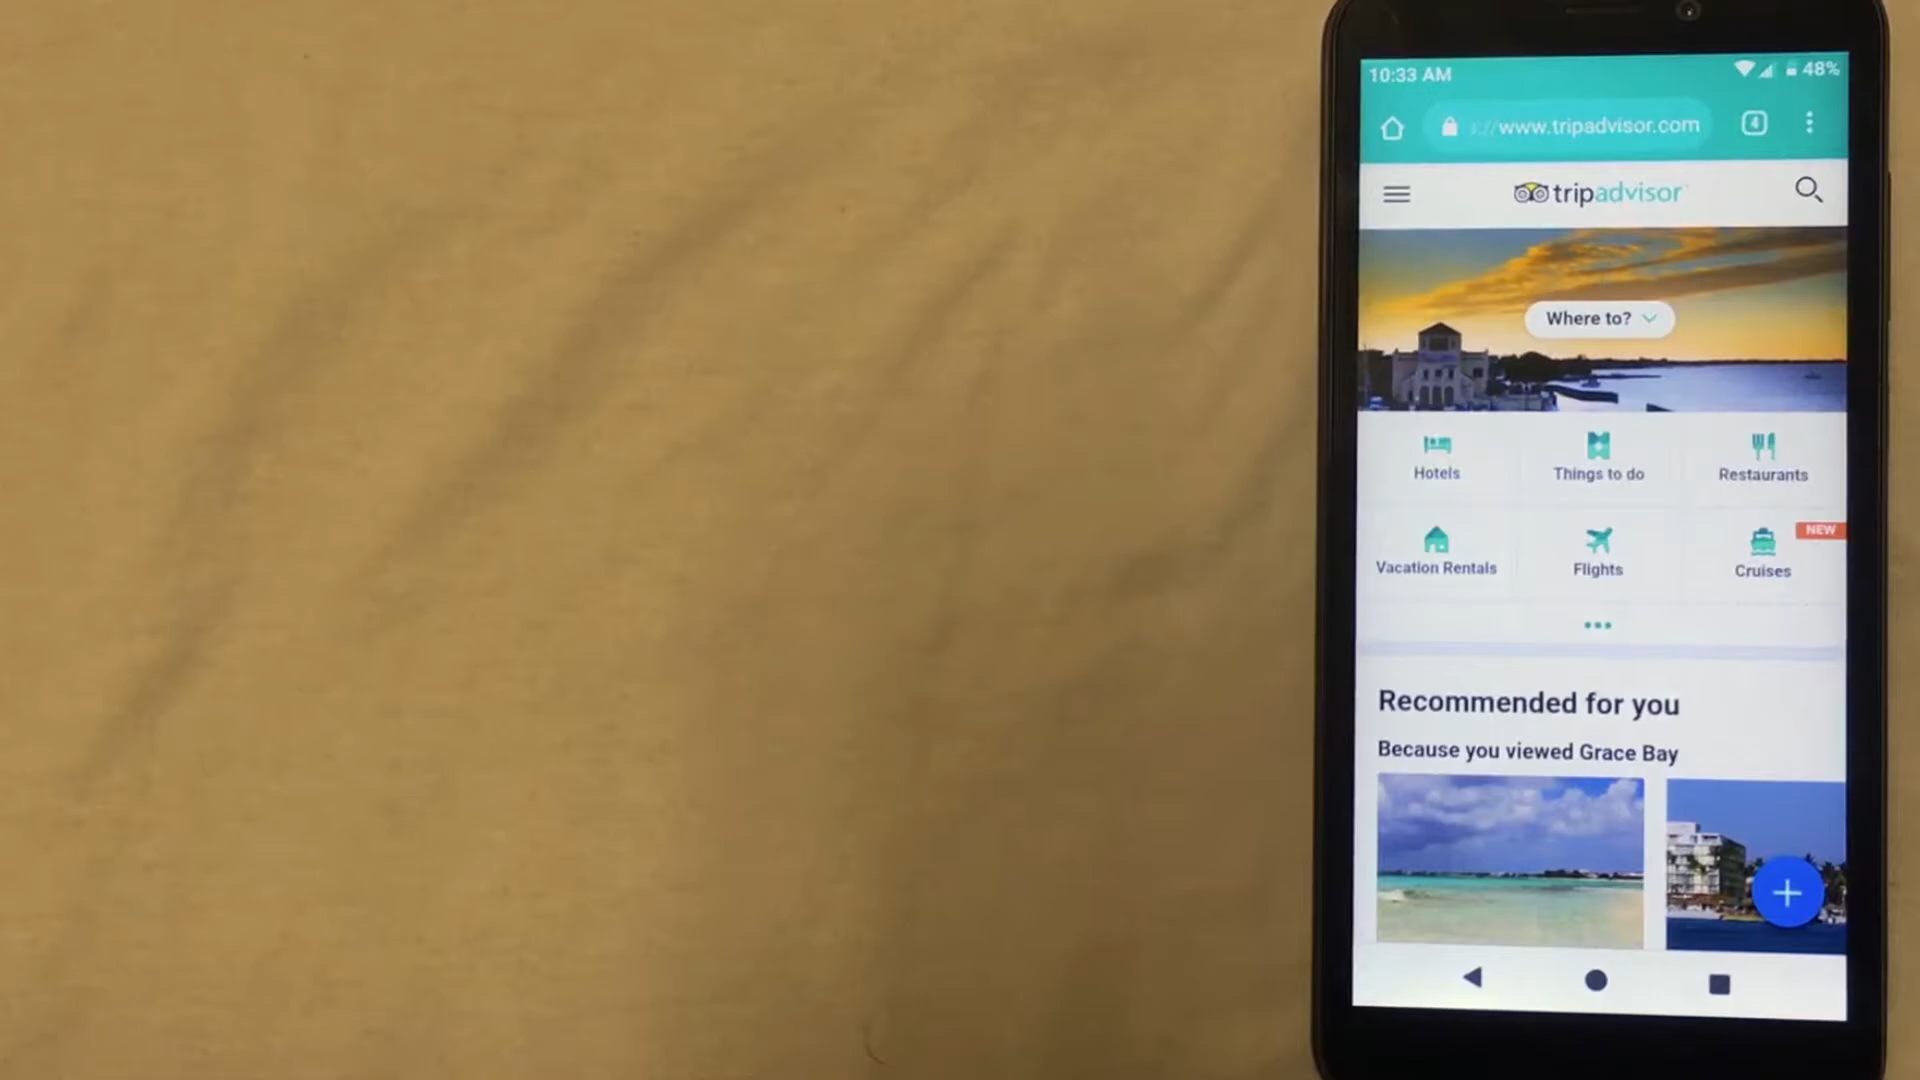 10:33 AM 48%
://www.tripadvisor.com 4
tripadvisor
Where to?
Hotels Things to do Restaurants
NEW
Vacation Rentals Flights Cruises
Recommended for you
Because you viewed Grace Bay